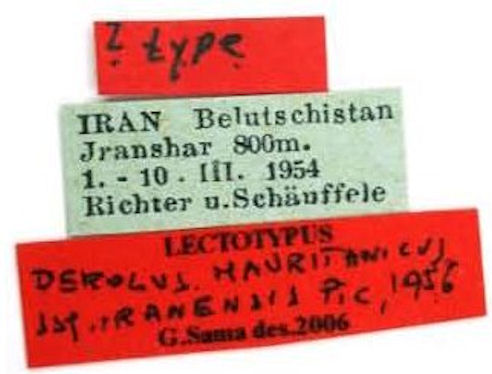 ? type
IRAN Belutschistan
Jranshar 800m.
1. - 10. III. 1954
Richter u. Schäuffele
LECTOTYPUS
DEROLUS. MAURITANICUS
ssp. IRANENSIS Pic, 1956
G.Sama des.2006